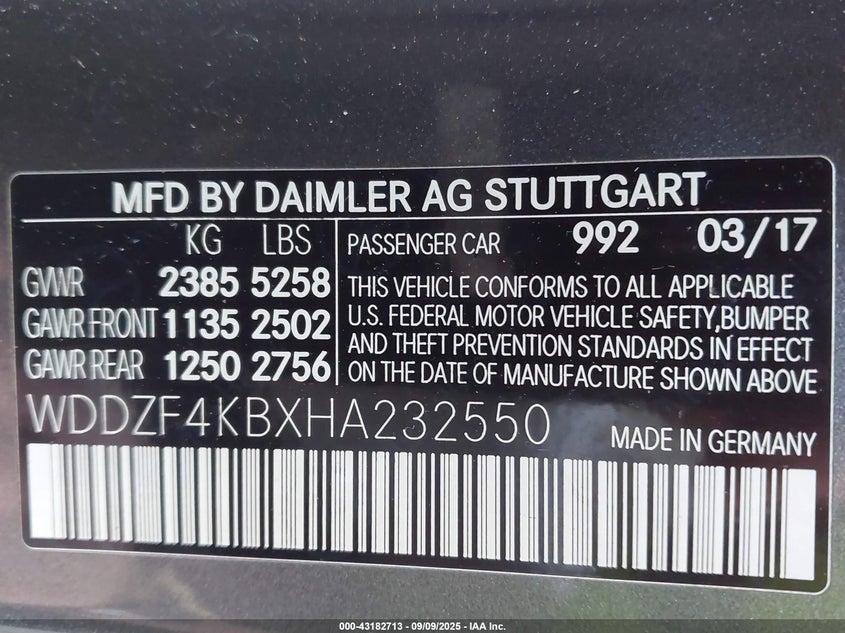 MFD BY DAIMLER AG STUTTGART
KG LBS
GVWR 2385 5258
GAWR FRONT 1135 2502
GAWR REAR 1250 2756
PASSENGER CAR 992 03/17
THIS VEHICLE CONFORMS TO ALL APPLICABLE
U.S. FEDERAL MOTOR VEHICLE SAFETY,BUMPER
AND THEFT PREVENTION STANDARDS IN EFFECT
ON THE DATE OF MANUFACTURE SHOWN ABOVE
WDDZF4KBXHA232550
MADE IN GERMANY
000-43182713 - 09/09/2025 - IAA Inc.